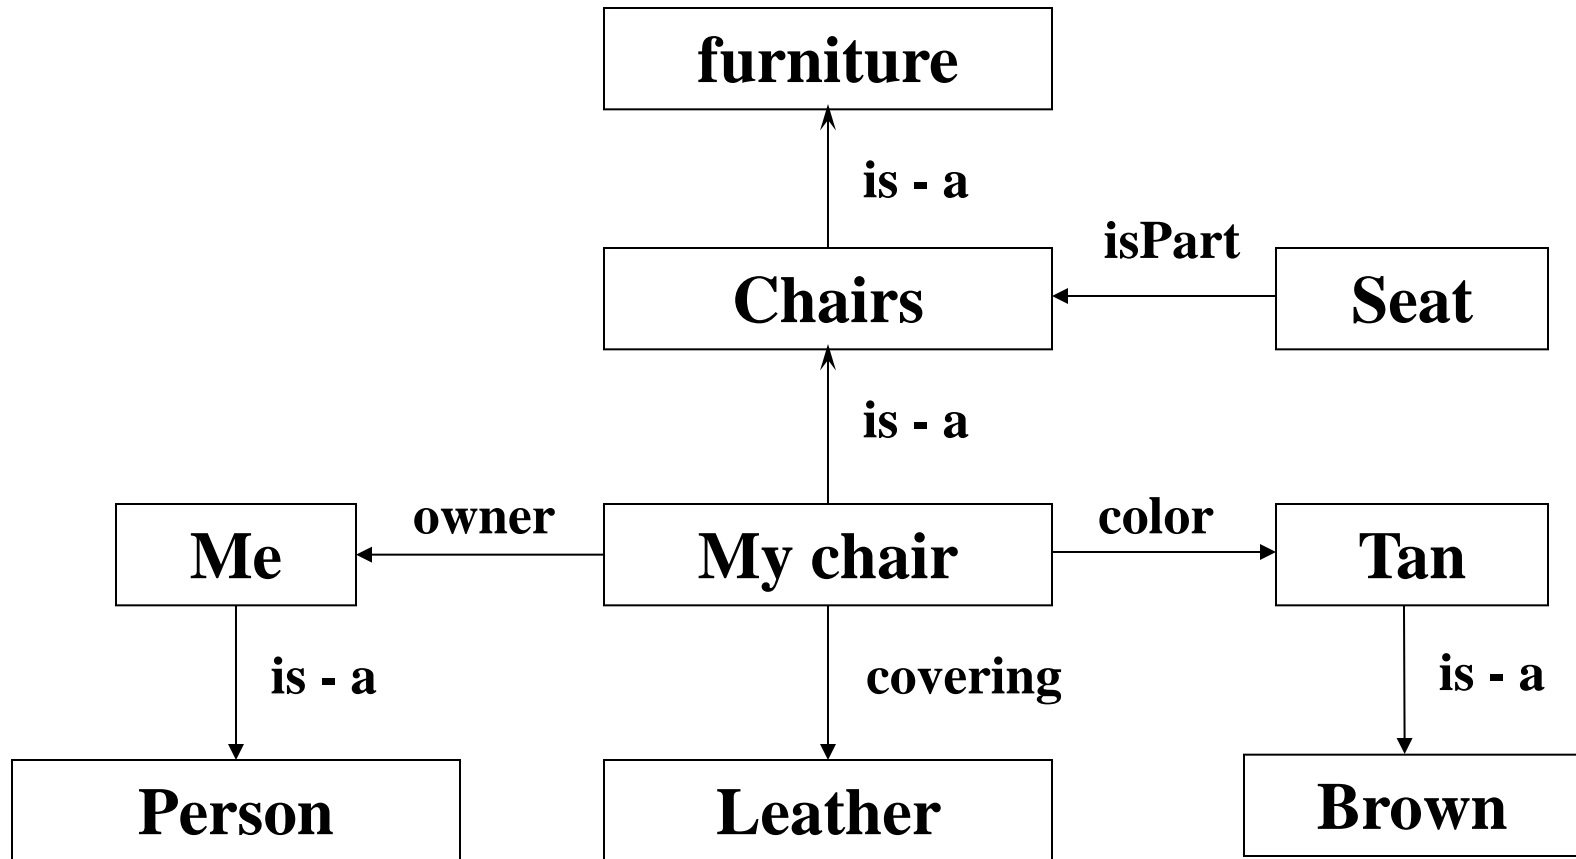 furniture
is - a
isPart
Chairs
Seat
is - a
owner
color
Me
My chair
Tan
is - a
covering
is - a
Person
Leather
Brown